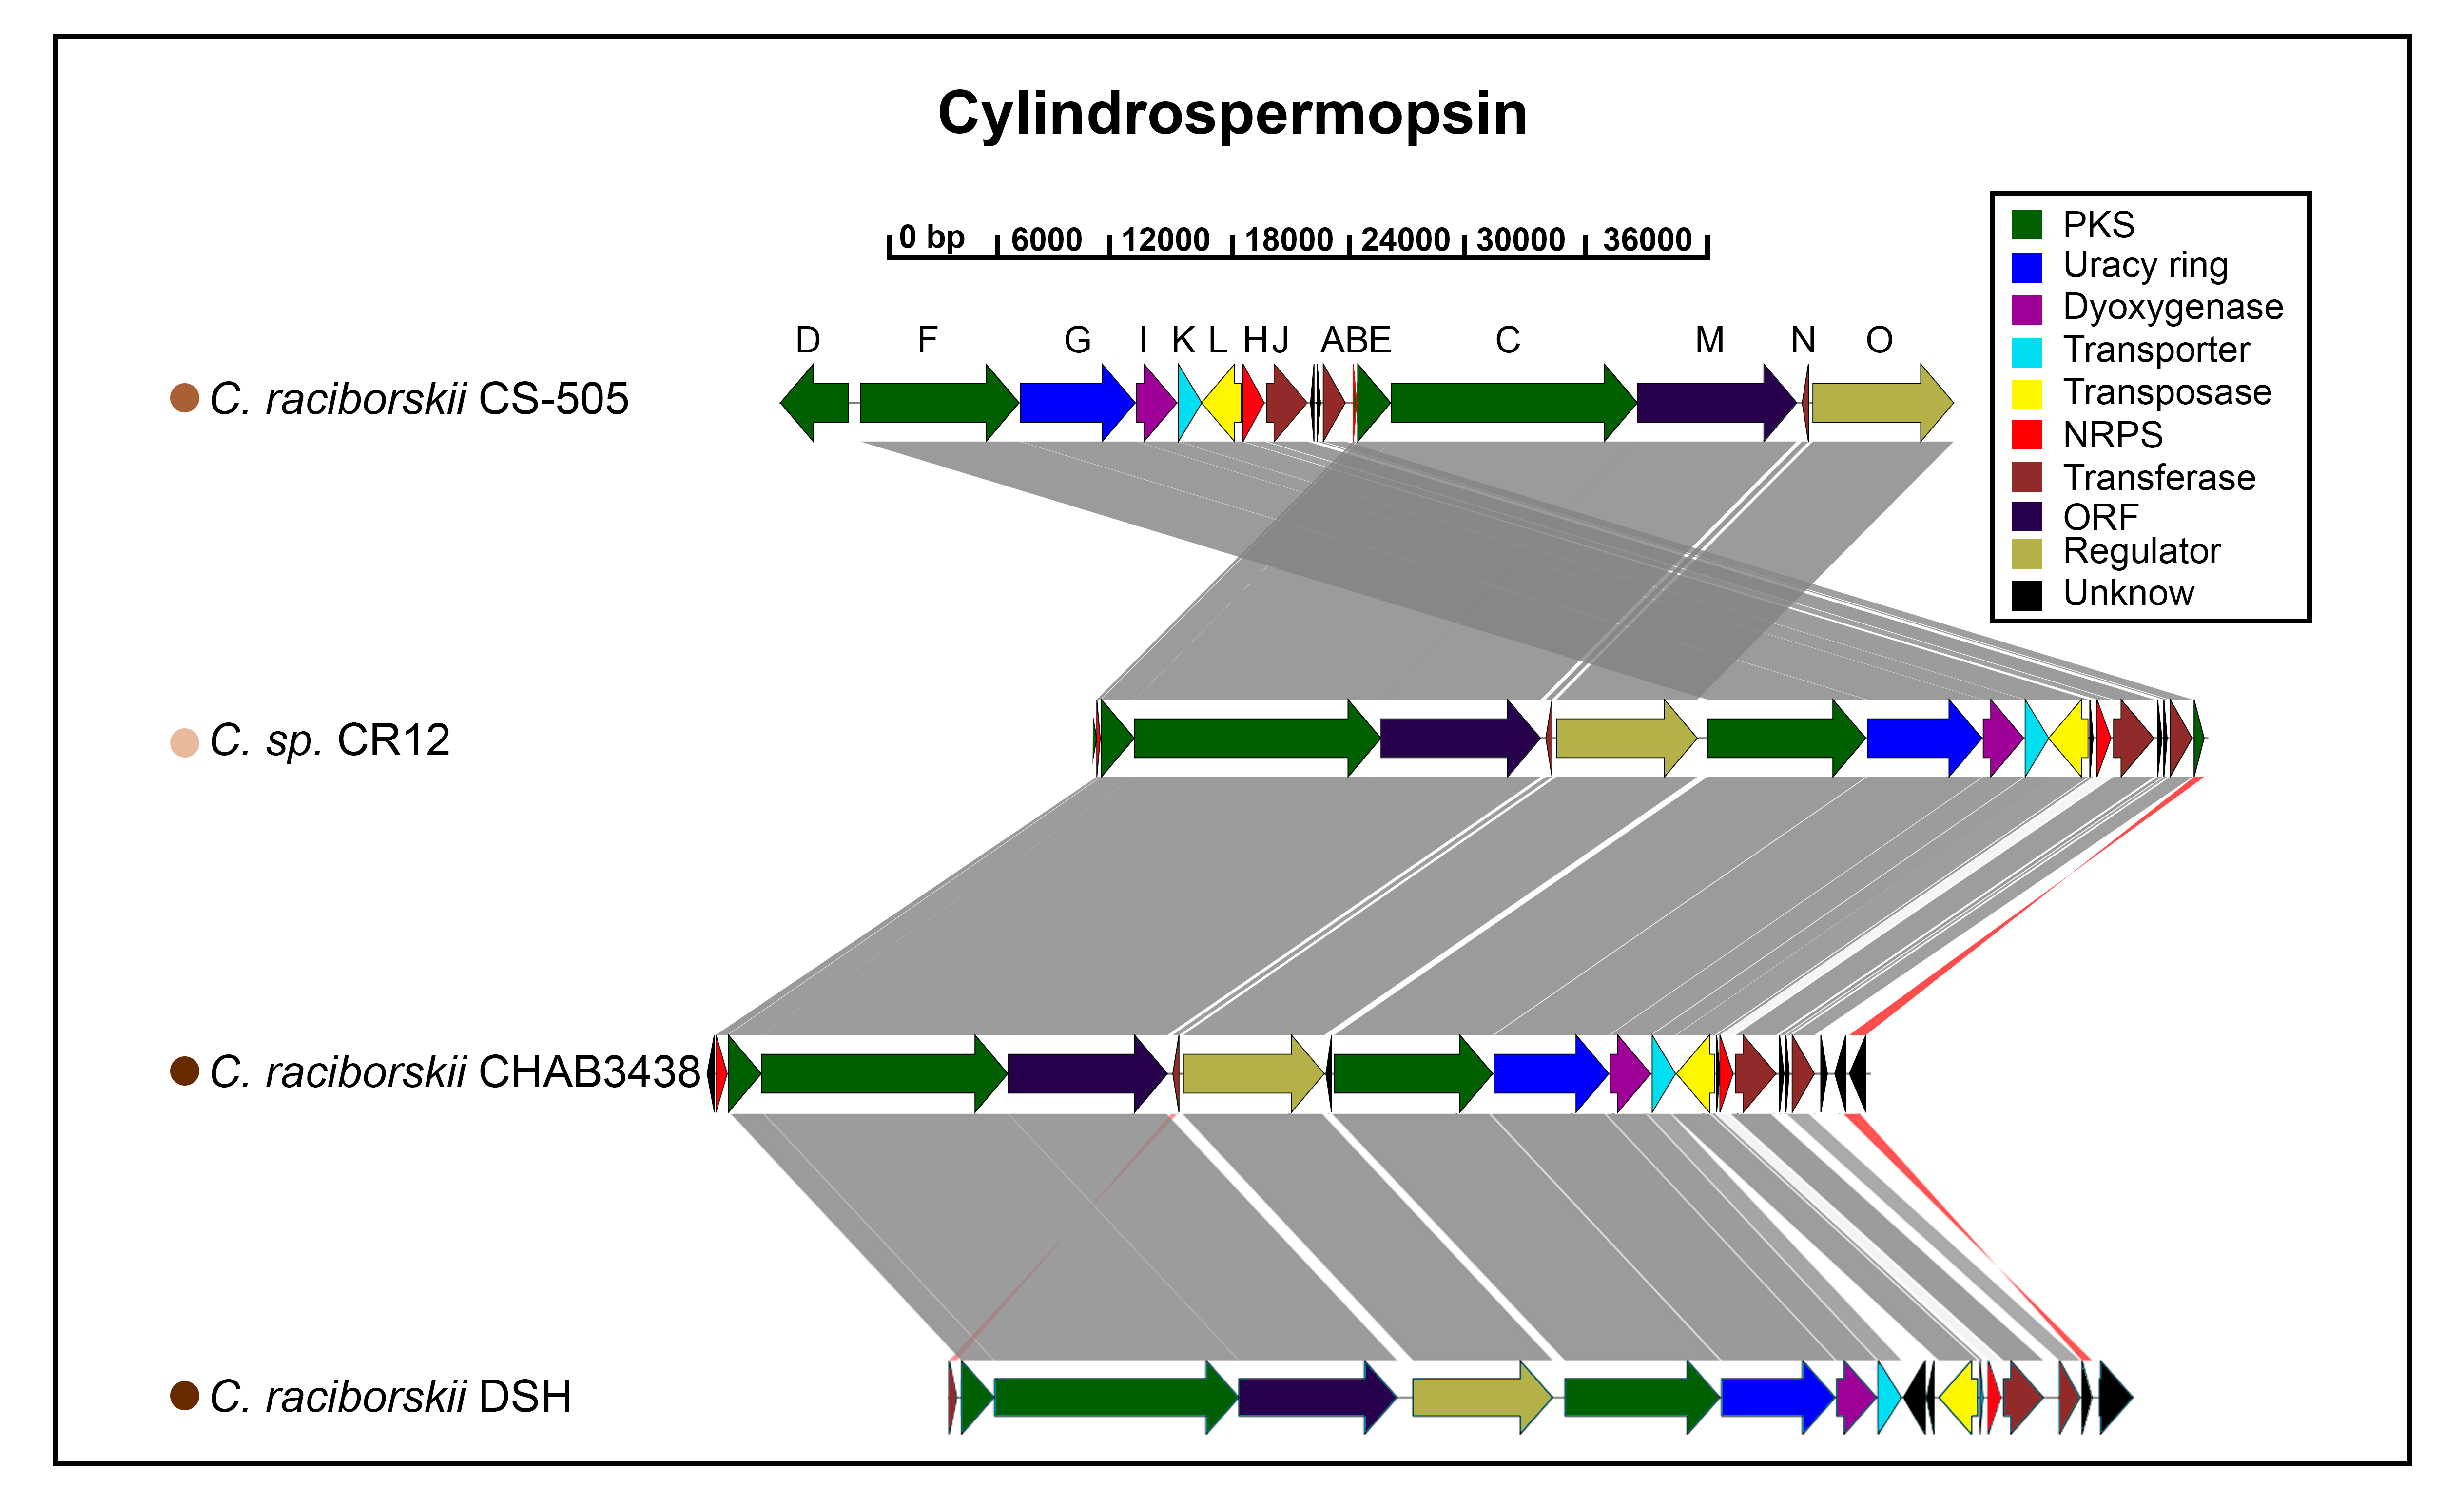 Cylindrospermopsin
0 bp 6000 12000 18000 24000 30000 36000
PKS
Uracy ring
Dyoxygenase
Transporter
Transposase
NRPS
Transferase
ORF
Regulator
Unknow
D F G I K L H J A B E C M N O
C. raciborskii CS-505
C. sp. CR12
C. raciborskii CHAB3438
C. raciborskii DSH